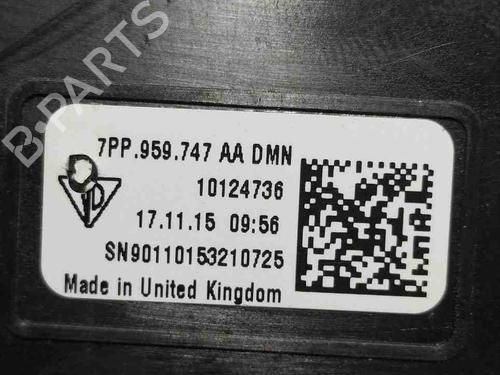 B-PARTS
7PP.959.747 AA DMN
10124736
17.11.15 09:56
SN90110153210725
Made in United Kingdom